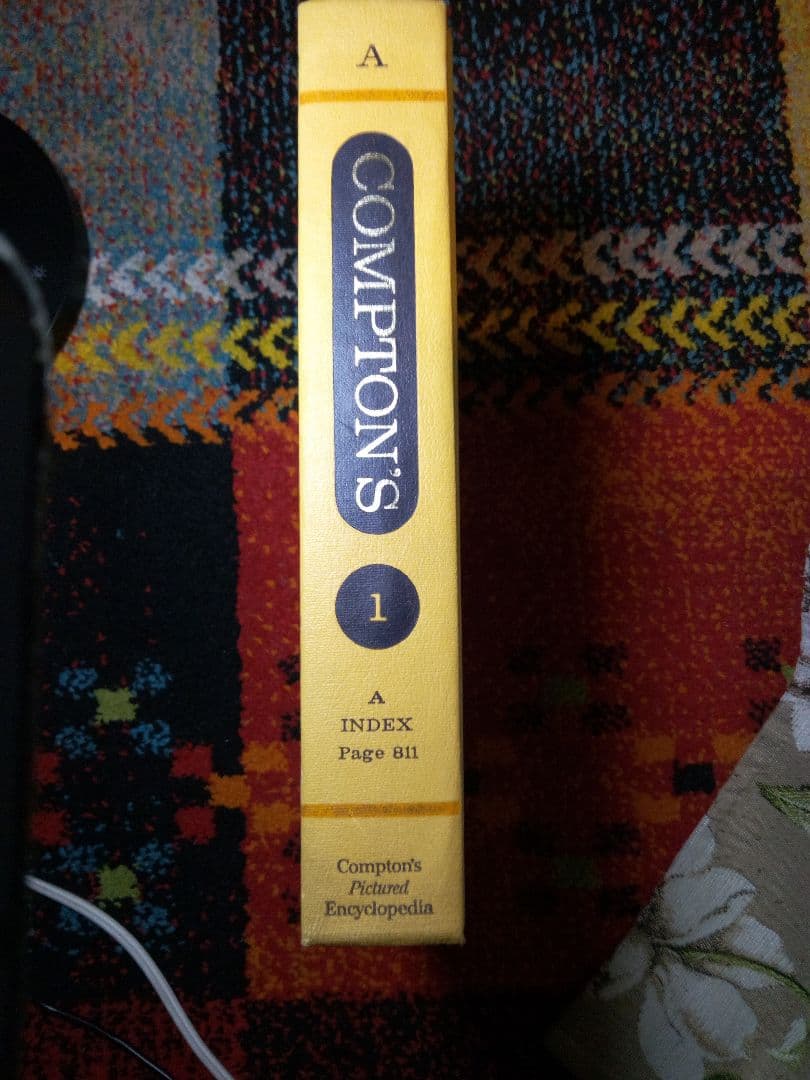 A
COMPTON'S
1
A
INDEX
Page 811
Compton's
Pictured
Encyclopedia